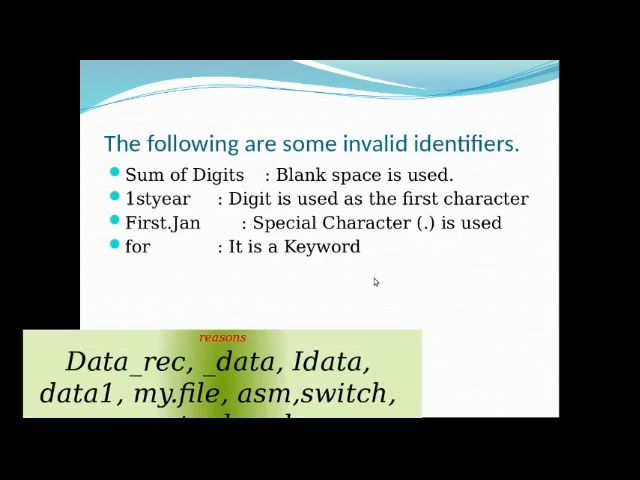 The following are some invalid identifiers.
Sum of Digits : Blank space is used.
1styear : Digit is used as the first character
First.Jan : Special Character (.) is used
for : It is a Keyword
reasons
Data_rec, _data, Idata,
data1, my.file, asm,switch,